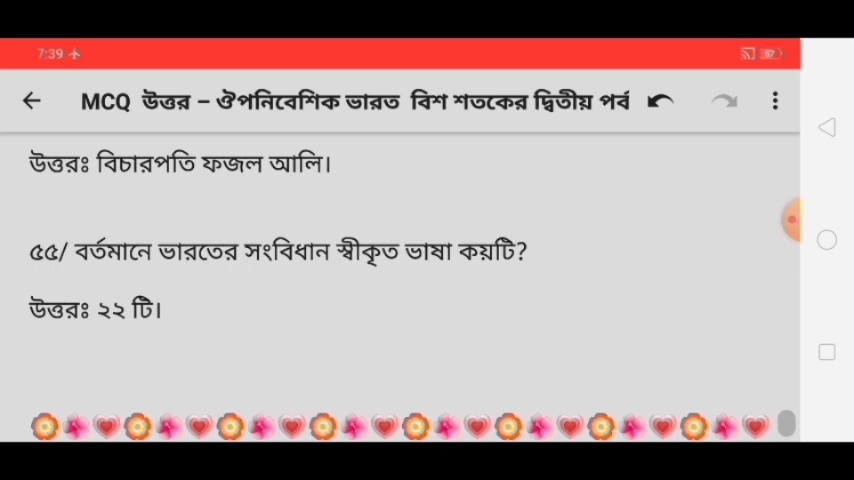 7:39
MCQ উত্তর – ঔপনিবেশিক ভারত বিশ শতকের দ্বিতীয় পর্ব
উত্তরঃ বিচারপতি ফজল আলি।
৫৫/ বর্তমানে ভারতের সংবিধান স্বীকৃত ভাষা কয়টি?
উত্তরঃ ২২ টি।